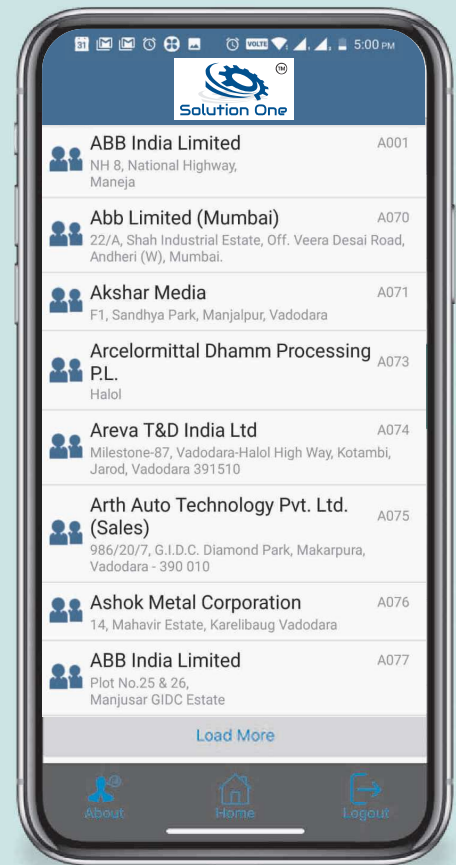 31 VOLTE 5:00 PM
TM
Solution One
ABB India Limited A001
NH 8, National Highway,
Maneja
Abb Limited (Mumbai) A070
22/A, Shah Industrial Estate, Off. Veera Desai Road,
Andheri (W), Mumbai.
Akshar Media A071
F1, Sandhya Park, Manjalpur, Vadodara
Arcelormittal Dhamm Processing A073
P.L.
Halol
Areva T&D India Ltd A074
Milestone-87, Vadodara-Halol High Way, Kotambi,
Jarod, Vadodara 391510
Arth Auto Technology Pvt. Ltd. A075
(Sales)
986/20/7, G.I.D.C. Diamond Park, Makarpura,
Vadodara - 390 010
Ashok Metal Corporation A076
14, Mahavir Estate, Karelibaug Vadodara
ABB India Limited A077
Plot No.25 & 26,
Manjusar GIDC Estate
Load More
About Home Logout